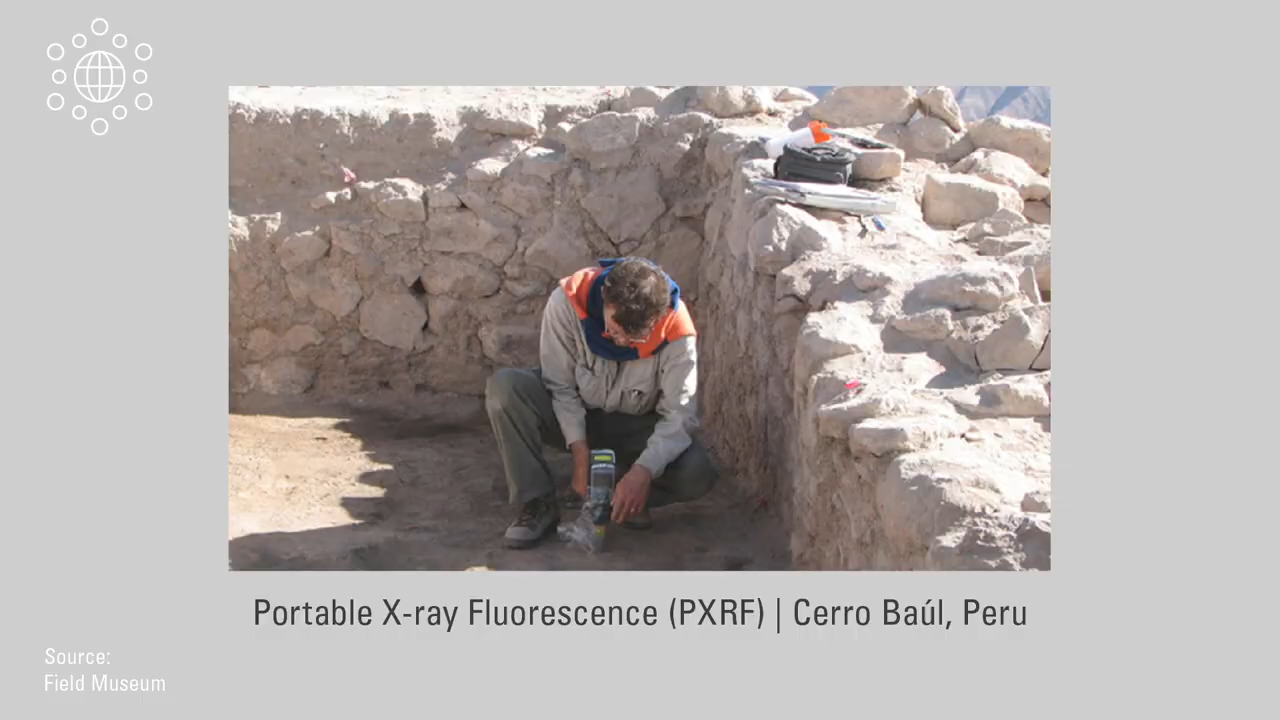 Portable X-ray Fluorescence (PXRF) | Cerro Baúl, Peru
Source:
Field Museum